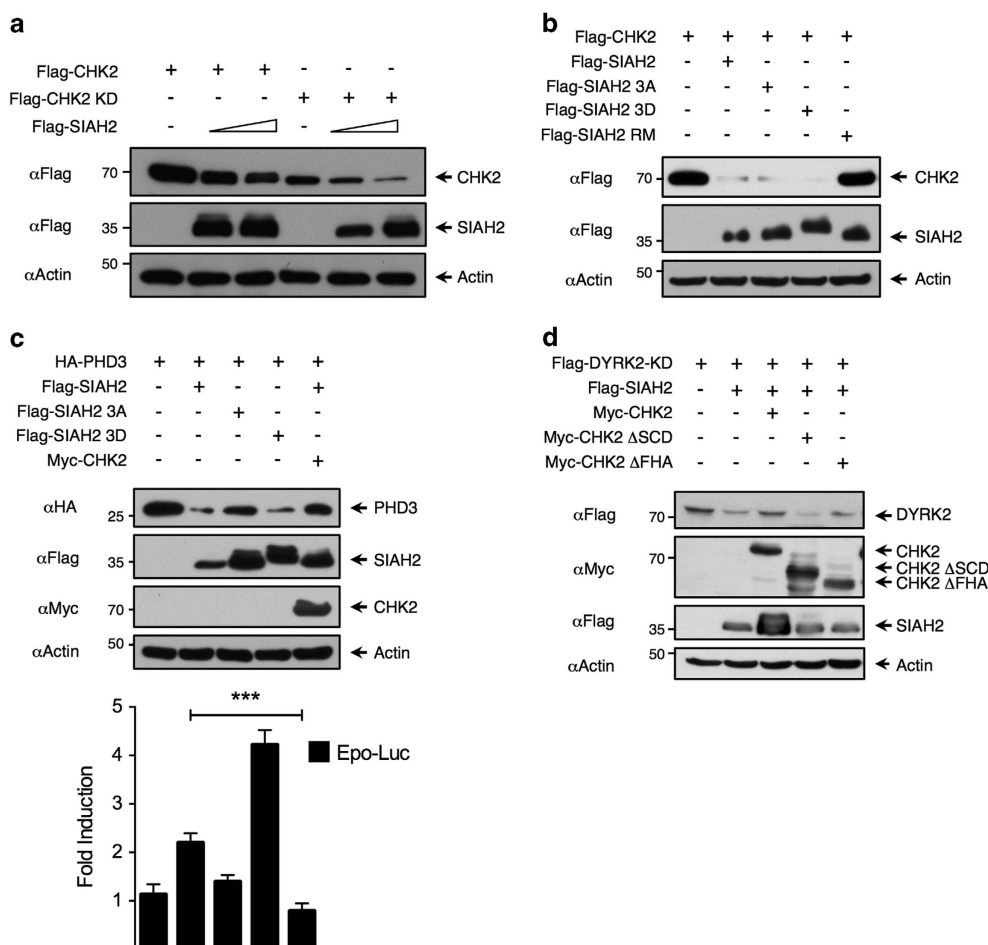 a
Flag-CHK2 + + + - - -
Flag-CHK2 KD - - - + + +
Flag-SIAH2 - -
αFlag 70 CHK2
αFlag 35 SIAH2
αActin 50 Actin
b
Flag-CHK2 + + + + +
Flag-SIAH2 - + - - -
Flag-SIAH2 3A - - + - -
Flag-SIAH2 3D - - - + -
Flag-SIAH2 RM - - - - +
αFlag 70 CHK2
αFlag 35 SIAH2
αActin 50 Actin
c
HA-PHD3 + + + + +
Flag-SIAH2 - + - - +
Flag-SIAH2 3A - - + - -
Flag-SIAH2 3D - - - + -
Myc-CHK2 - - - - +
αHA 25 PHD3
αFlag 35 SIAH2
αMyc 70 CHK2
αActin 50 Actin
5
4
3
2
1
Fold Induction
***
Epo-Luc
d
Flag-DYRK2-KD + + + + +
Flag-SIAH2 - + + + +
Myc-CHK2 - - + - -
Myc-CHK2 ΔSCD - - - + -
Myc-CHK2 ΔFHA - - - - +
αFlag 70 DYRK2
αMyc 70 CHK2
CHK2 ΔSCD
CHK2 ΔFHA
αFlag 35 SIAH2
αActin 50 Actin